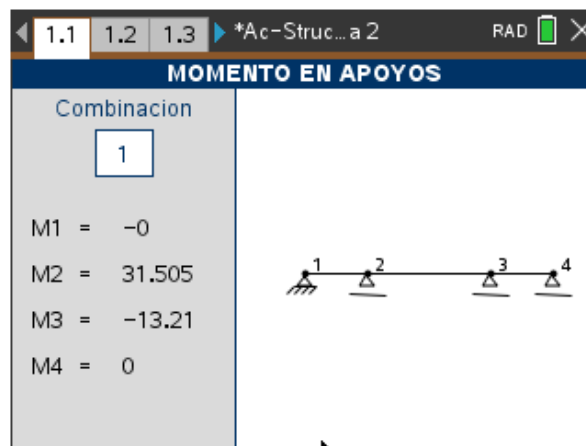 1.1 1.2 1.3 *Ac-Struc...a 2 RAD
MOMENTO EN APOYOS
Combinacion
1
M1 = -0
M2 = 31.505
M3 = -13.21
M4 = 0
1 2 3 4